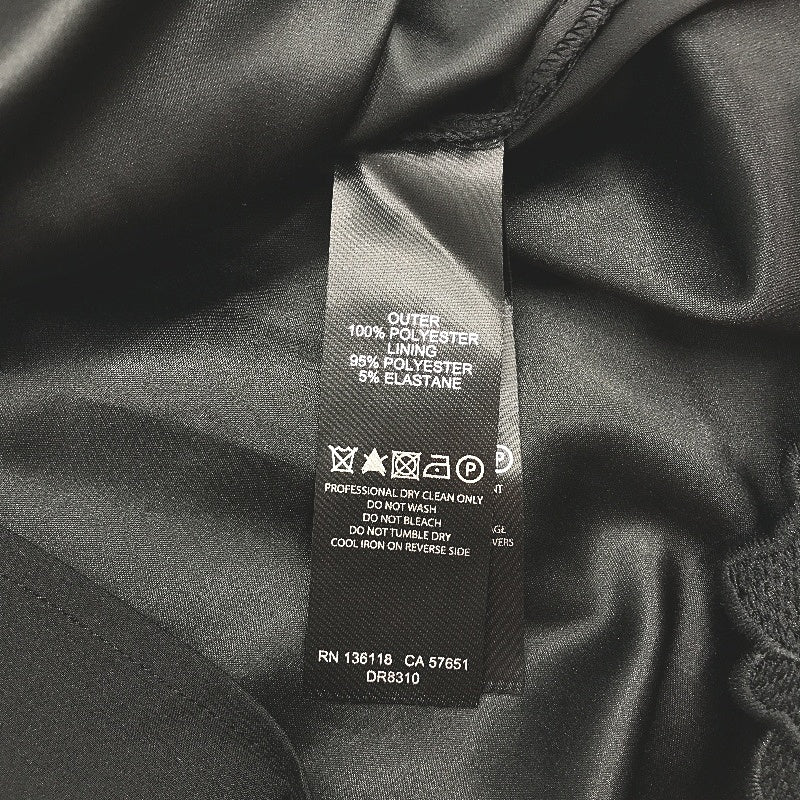 OUTER
100% POLYESTER
LINING
95% POLYESTER
5% ELASTANE
P
PROFESSIONAL DRY CLEAN ONLY
DO NOT WASH
DO NOT BLEACH
DO NOT TUMBLE DRY
COOL IRON ON REVERSE SIDE
RN 136118 CA 57651
DR8310
P